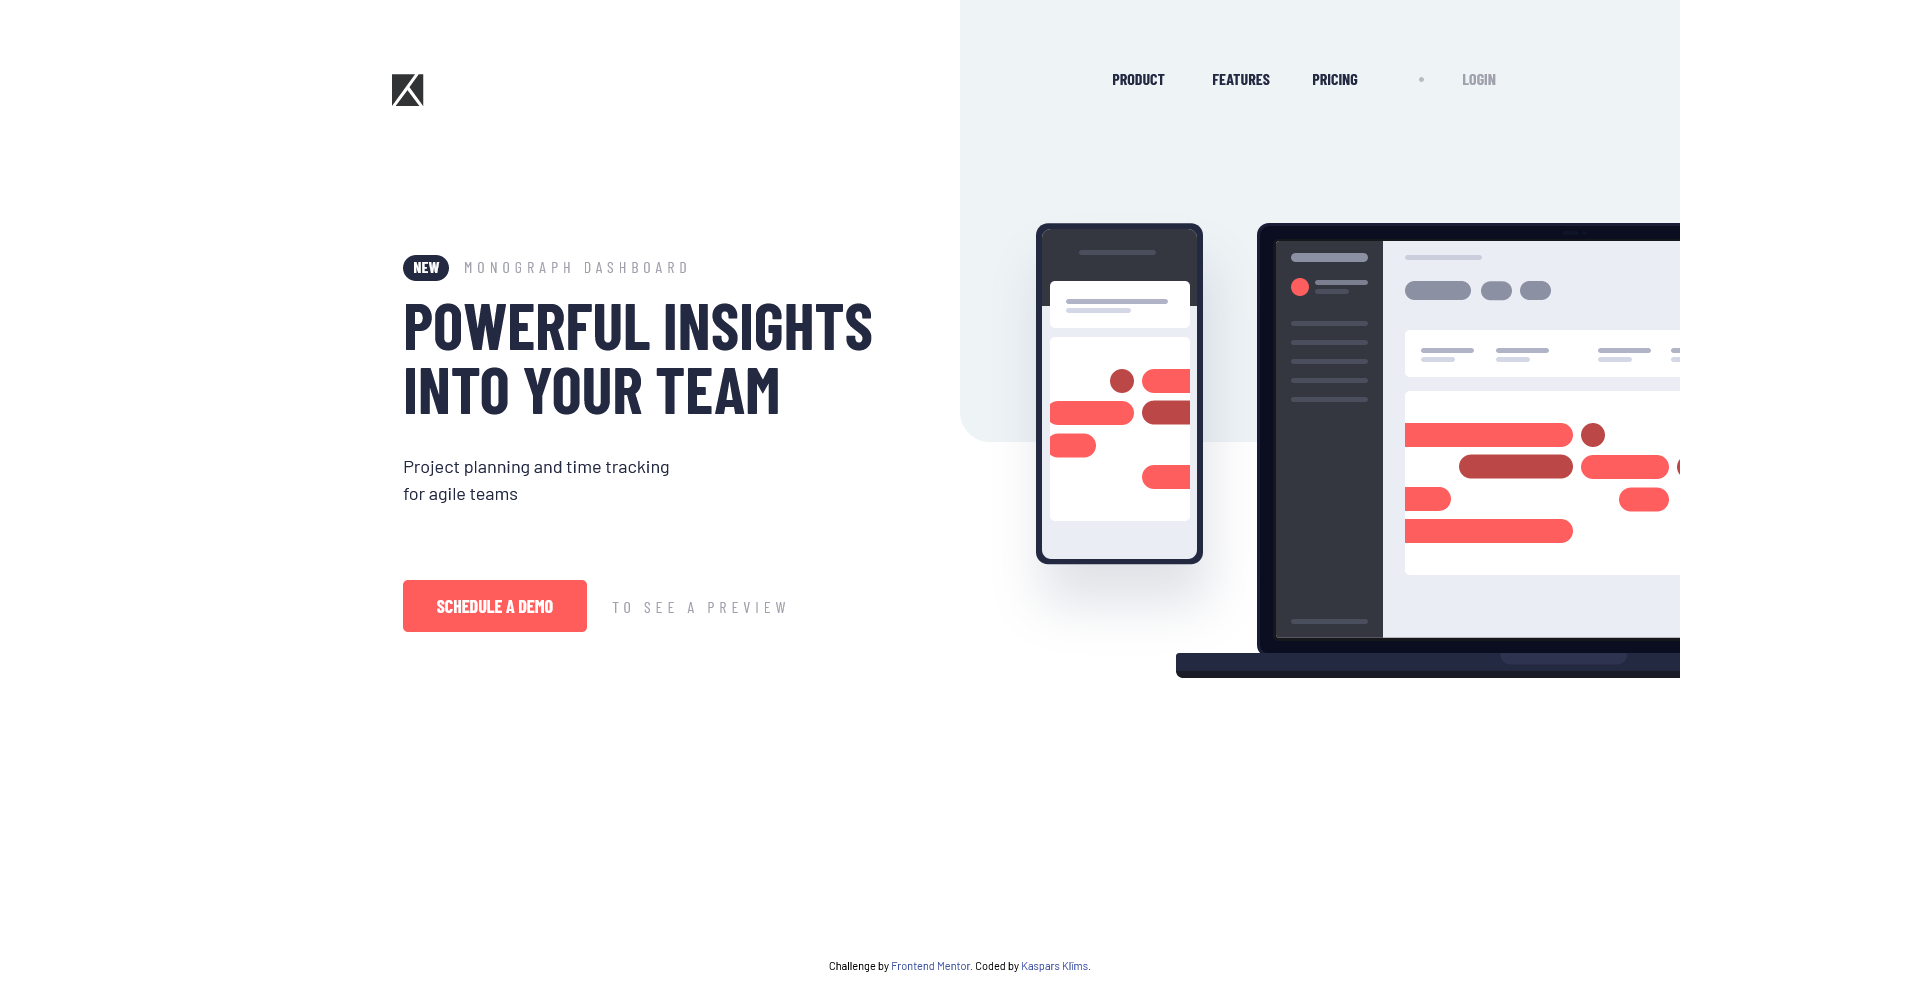 PRODUCT FEATURES PRICING • LOGIN
NEW MONOGRAPH DASHBOARD
POWERFUL INSIGHTS
INTO YOUR TEAM
Project planning and time tracking
for agile teams
SCHEDULE A DEMO TO SEE A PREVIEW
Challenge by Frontend Mentor. Coded by Kaspars Klīms.